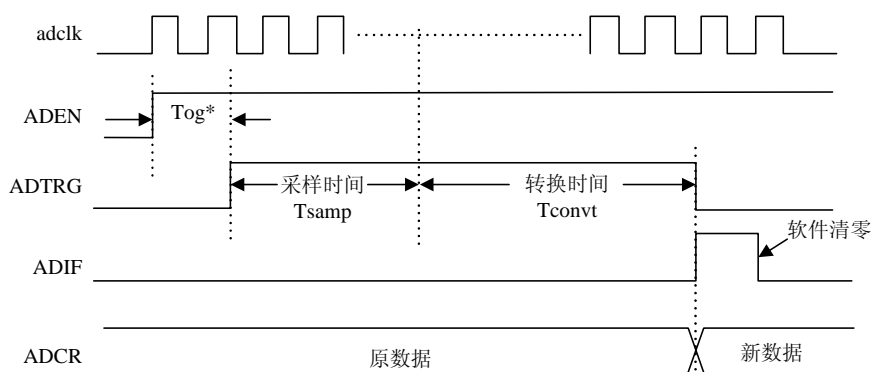 adclk
ADEN
Tog*
ADTRG
采样时间
Tsamp
转换时间
Tconvt
软件清零
ADIF
ADCR
原数据
新数据